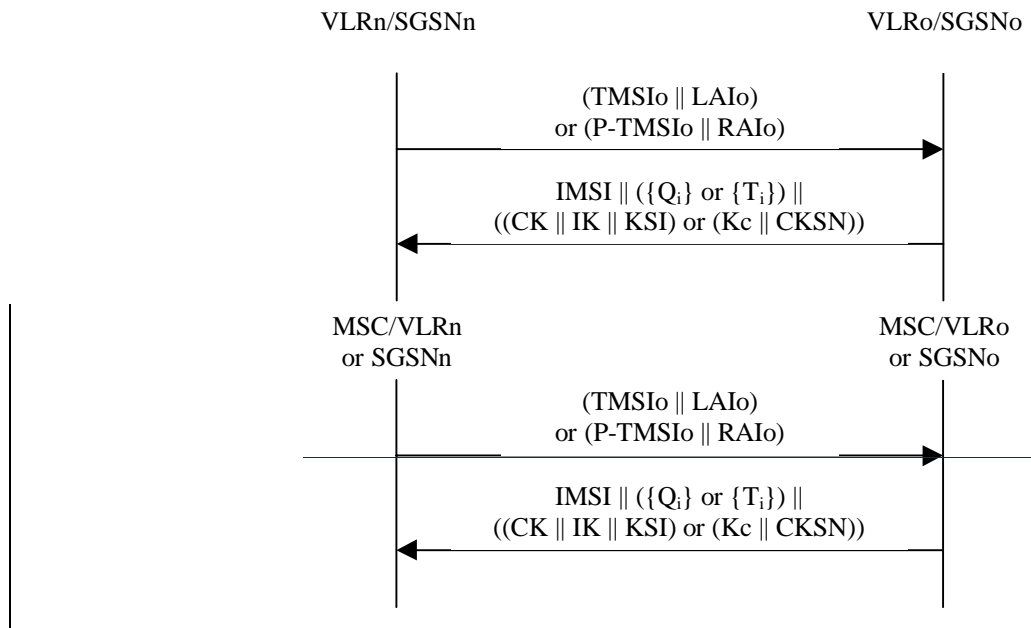 VLRn/SGSNn VLRo/SGSNo
(TMSIo || LAIo)
or (P-TMSIo || RAIo)
IMSI || ({Qi} or {Ti}) ||
((CK || IK || KSI) or (Kc || CKSN))
MSC/VLRn MSC/VLRo
or SGSNn or SGSNo
(TMSIo || LAIo)
or (P-TMSIo || RAIo)
IMSI || ({Qi} or {Ti}) ||
((CK || IK || KSI) or (Kc || CKSN))